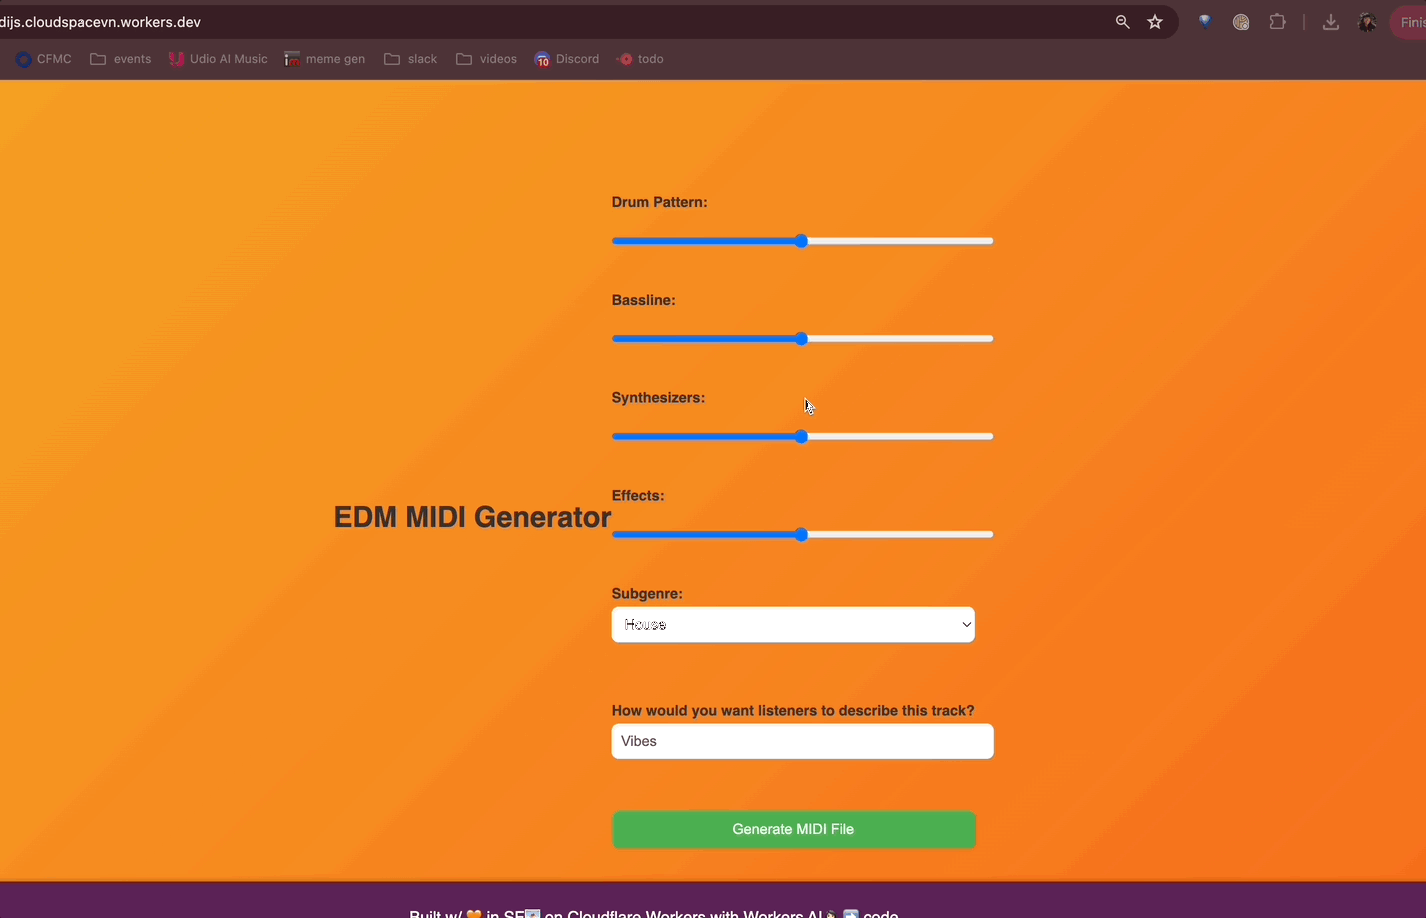 dijs.cloudspacevn.workers.dev
Finis
CFMC events Udio AI Music meme gen slack videos 10 Discord todo
Drum Pattern:
Bassline:
Synthesizers:
Effects:
EDM MIDI Generator
Subgenre:
House
How would you want listeners to describe this track?
Vibes
Generate MIDI File
Built w/ 🧡 in SF on Cloudflare Workers with Workers AI code